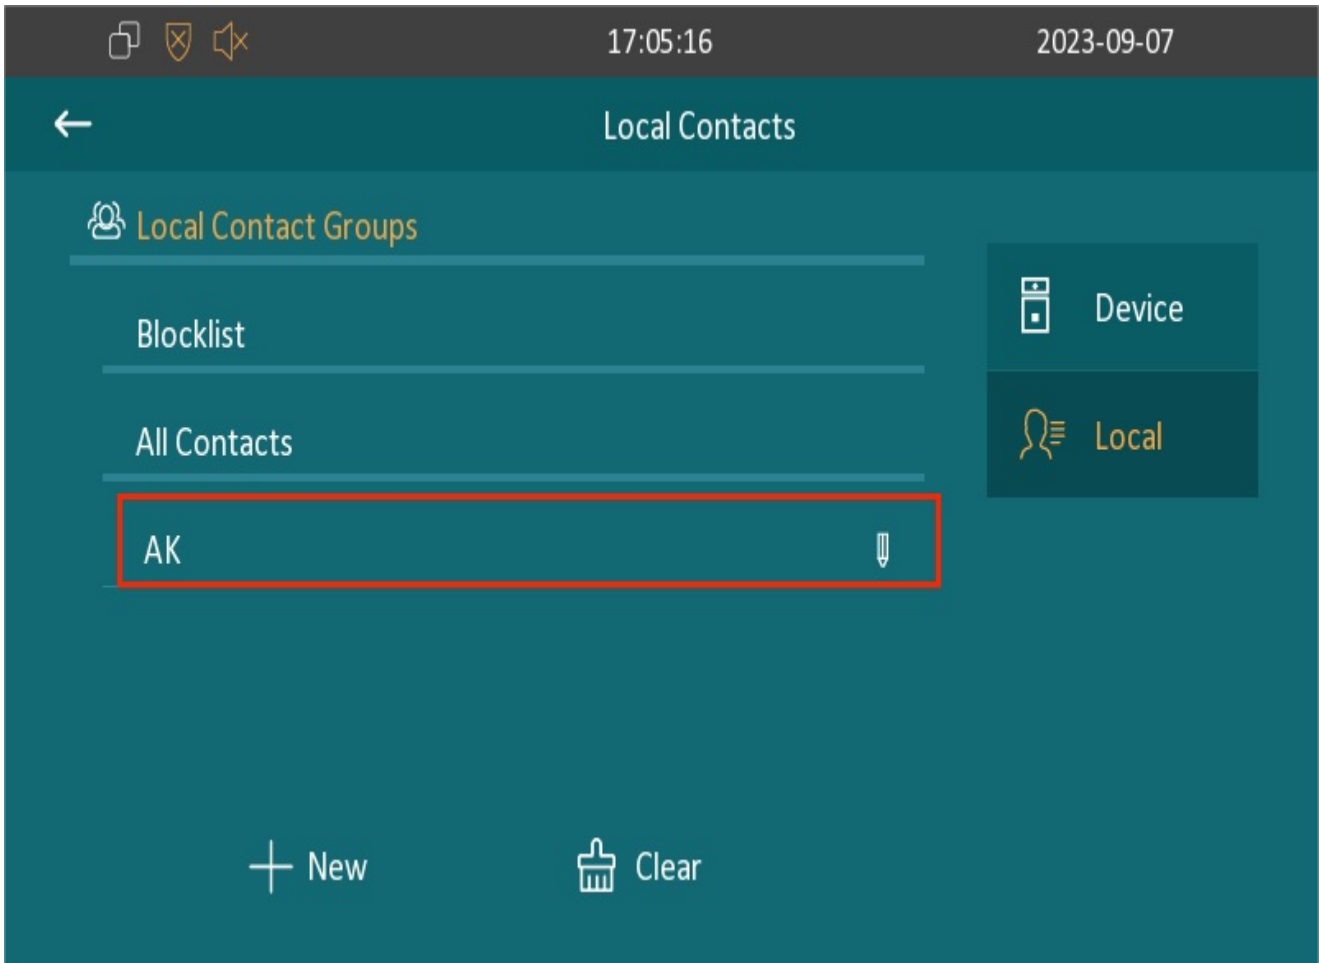 17:05:16 2023-09-07
Local Contacts
Local Contact Groups
Blocklist
All Contacts
AK
Device
Local
New
Clear